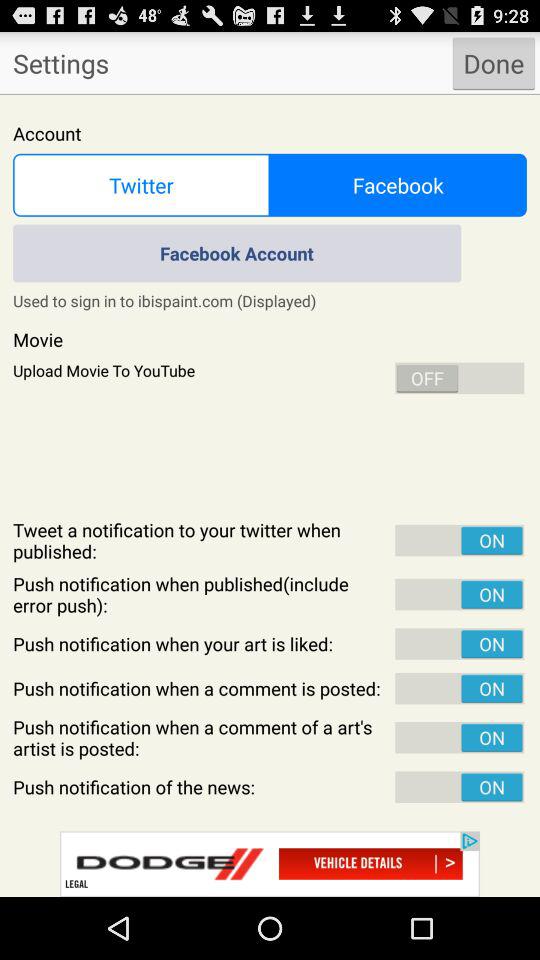 48°
9:28
Settings
Done
Account
Twitter
Facebook
Facebook Account
Used to sign in to ibispaint.com (Displayed)
Movie
Upload Movie To YouTube
OFF
Tweet a notification to your twitter when
published:
ON
Push notification when published(include
error push):
ON
Push notification when your art is liked:
ON
Push notification when a comment is posted:
ON
Push notification when a comment of a art's
artist is posted:
ON
Push notification of the news:
ON
DODGE
VEHICLE DETAILS | >
LEGAL